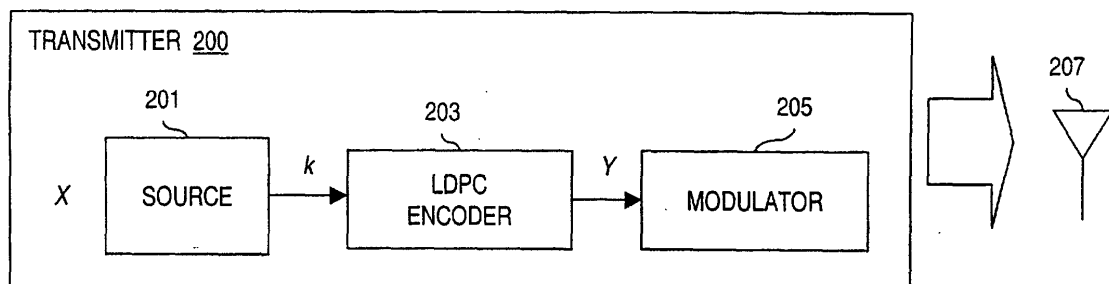 TRANSMITTER 200
201
203
205
207
X
SOURCE
k
LDPC
ENCODER
Y
MODULATOR